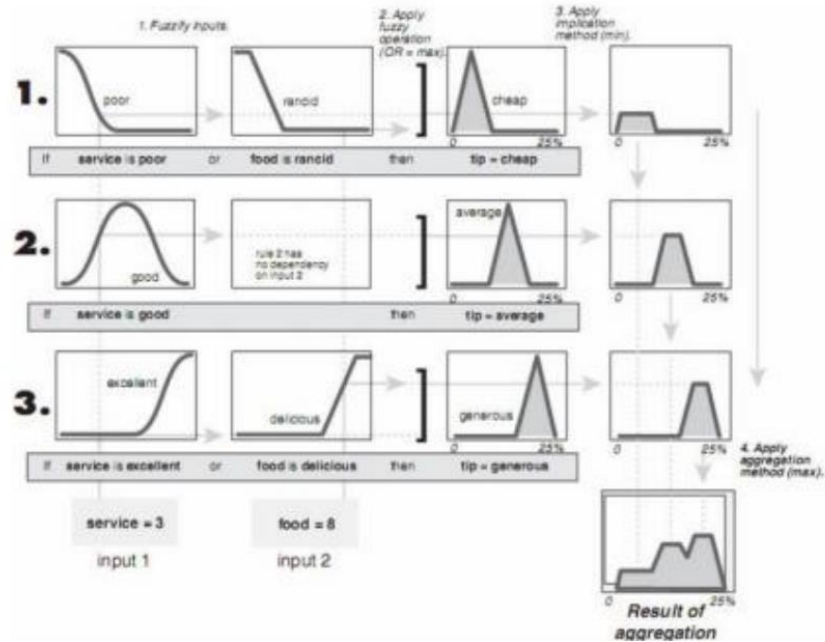 1. Fuzzify inputs.
2. Apply
fuzzy
operation
(OR = max).
3. Apply
implication
method (min).
1.
poor
rancid
cheap
0
25%
0
25%
If service is poor or food is rancid then tip = cheap
2.
good
rule 2 has
no dependency
on input 2
average
0
25%
0
25%
If service is good then tip = average
3.
excellent
delicious
generous
0
25%
0
25%
If service is excellent or food is delicious then tip = generous
4. Apply
aggregation
method (max).
service = 3
food = 8
input 1
input 2
0
25%
Result of
aggregation